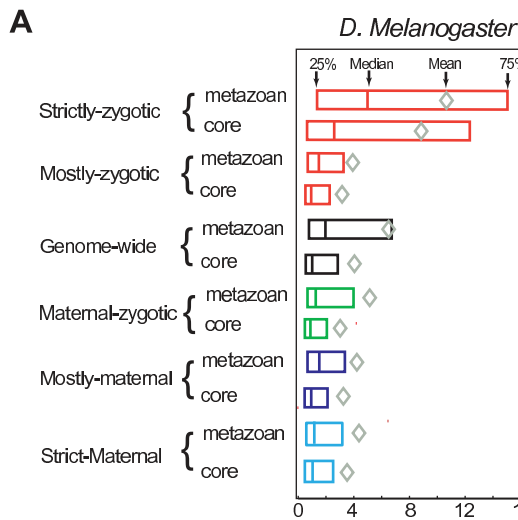 A
D. Melanogaster
25% Median Mean 75%
Strictly-zygotic { metazoan
core
Mostly-zygotic { metazoan
core
Genome-wide { metazoan
core
Maternal-zygotic { metazoan
core
Mostly-maternal { metazoan
core
Strict-Maternal { metazoan
core
0 4 8 12